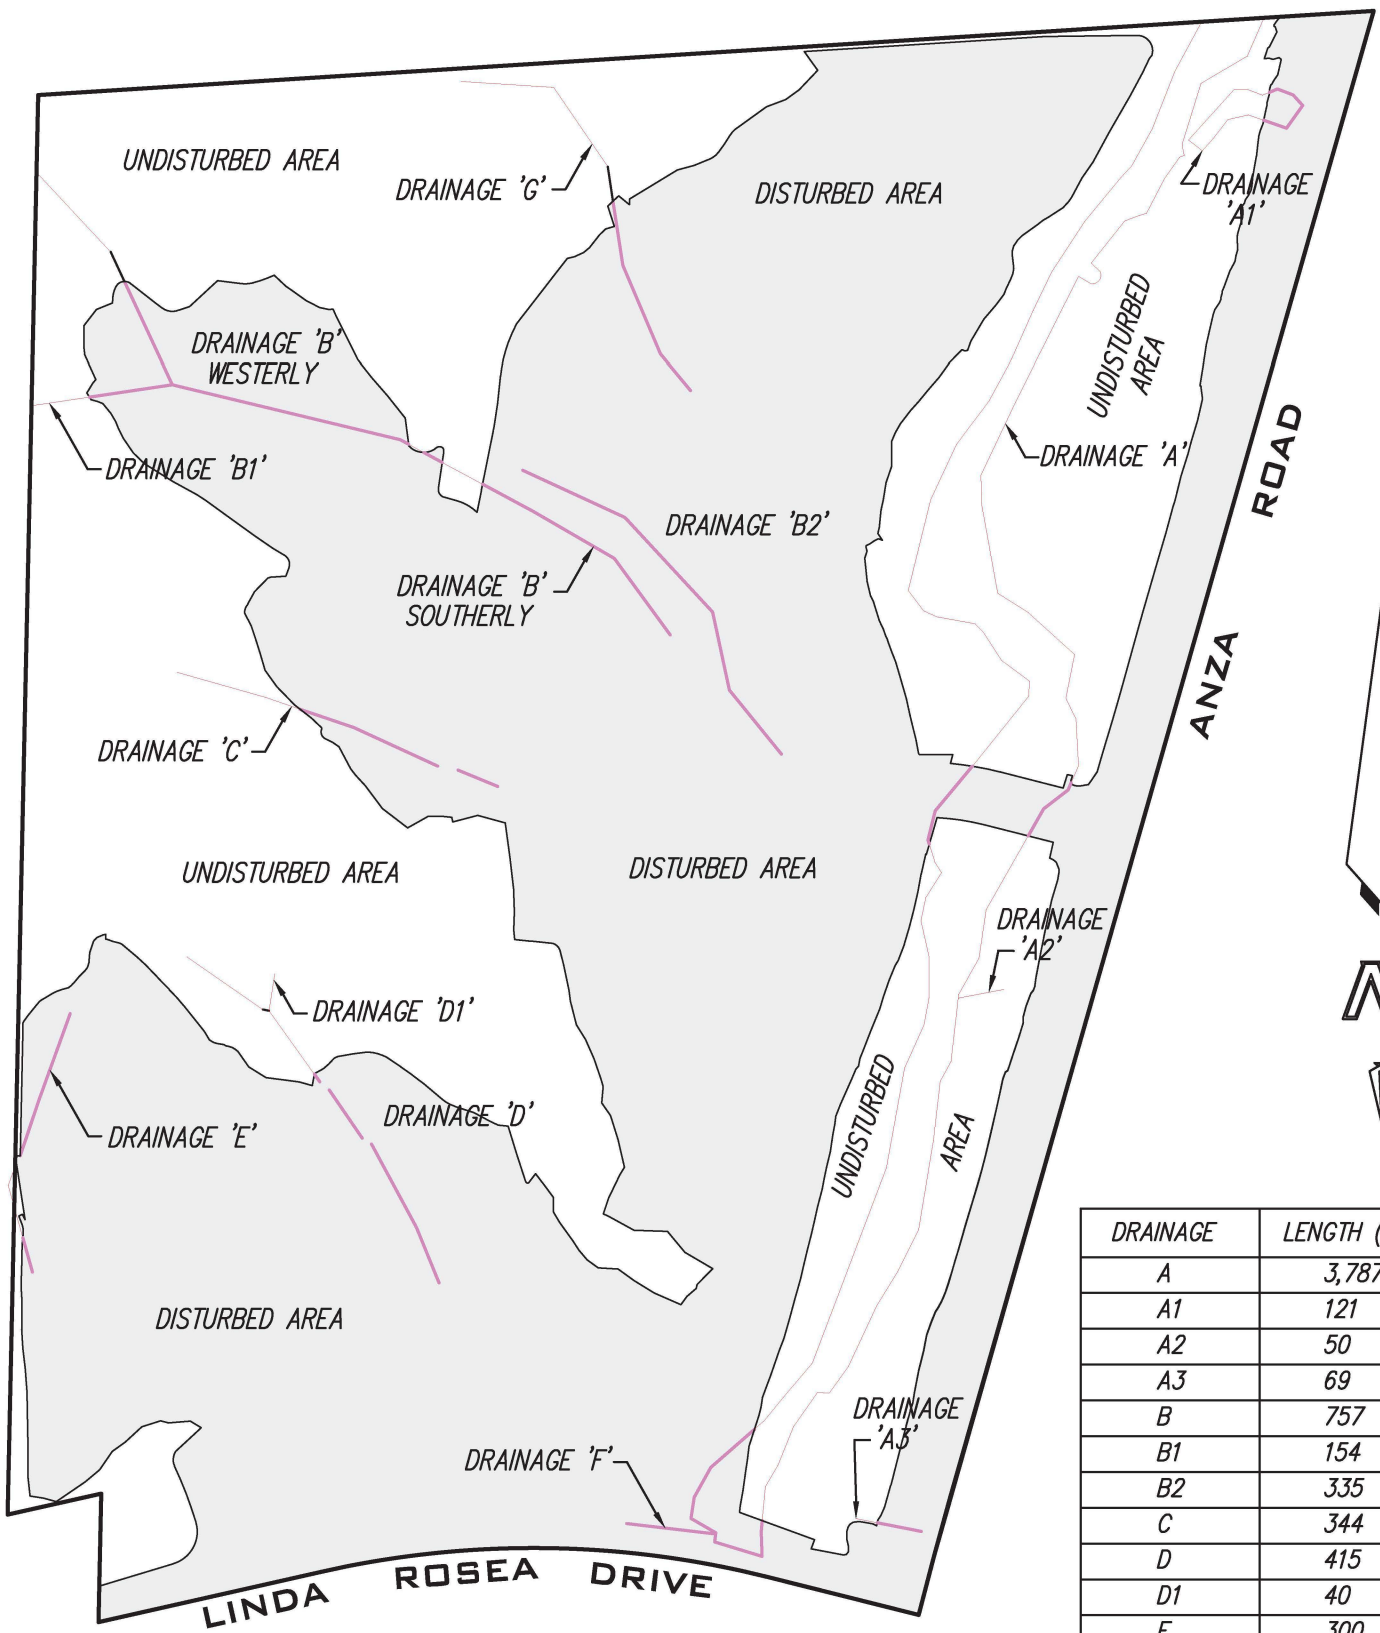 UNDISTURBED AREA
DRAINAGE 'G'
DISTURBED AREA
DRAINAGE
'A1'
DRAINAGE 'B'
WESTERLY
UNDISTURBED
AREA
DRAINAGE 'B1'
DRAINAGE 'A'
ANZA ROAD
DRAINAGE 'B2'
DRAINAGE 'B'
SOUTHERLY
DRAINAGE 'C'
UNDISTURBED AREA
DISTURBED AREA
DRAINAGE
'A2'
DRAINAGE 'D1'
DRAINAGE 'D'
DRAINAGE 'E'
UNDISTURBED AREA
DISTURBED AREA
DRAINAGE
'A3'
DRAINAGE 'F'
LINDA ROSEA DRIVE
DRAINAGE LENGTH (
A 3,787
A1 121
A2 50
A3 69
B 757
B1 154
B2 335
C 344
D 415
D1 40
E 300